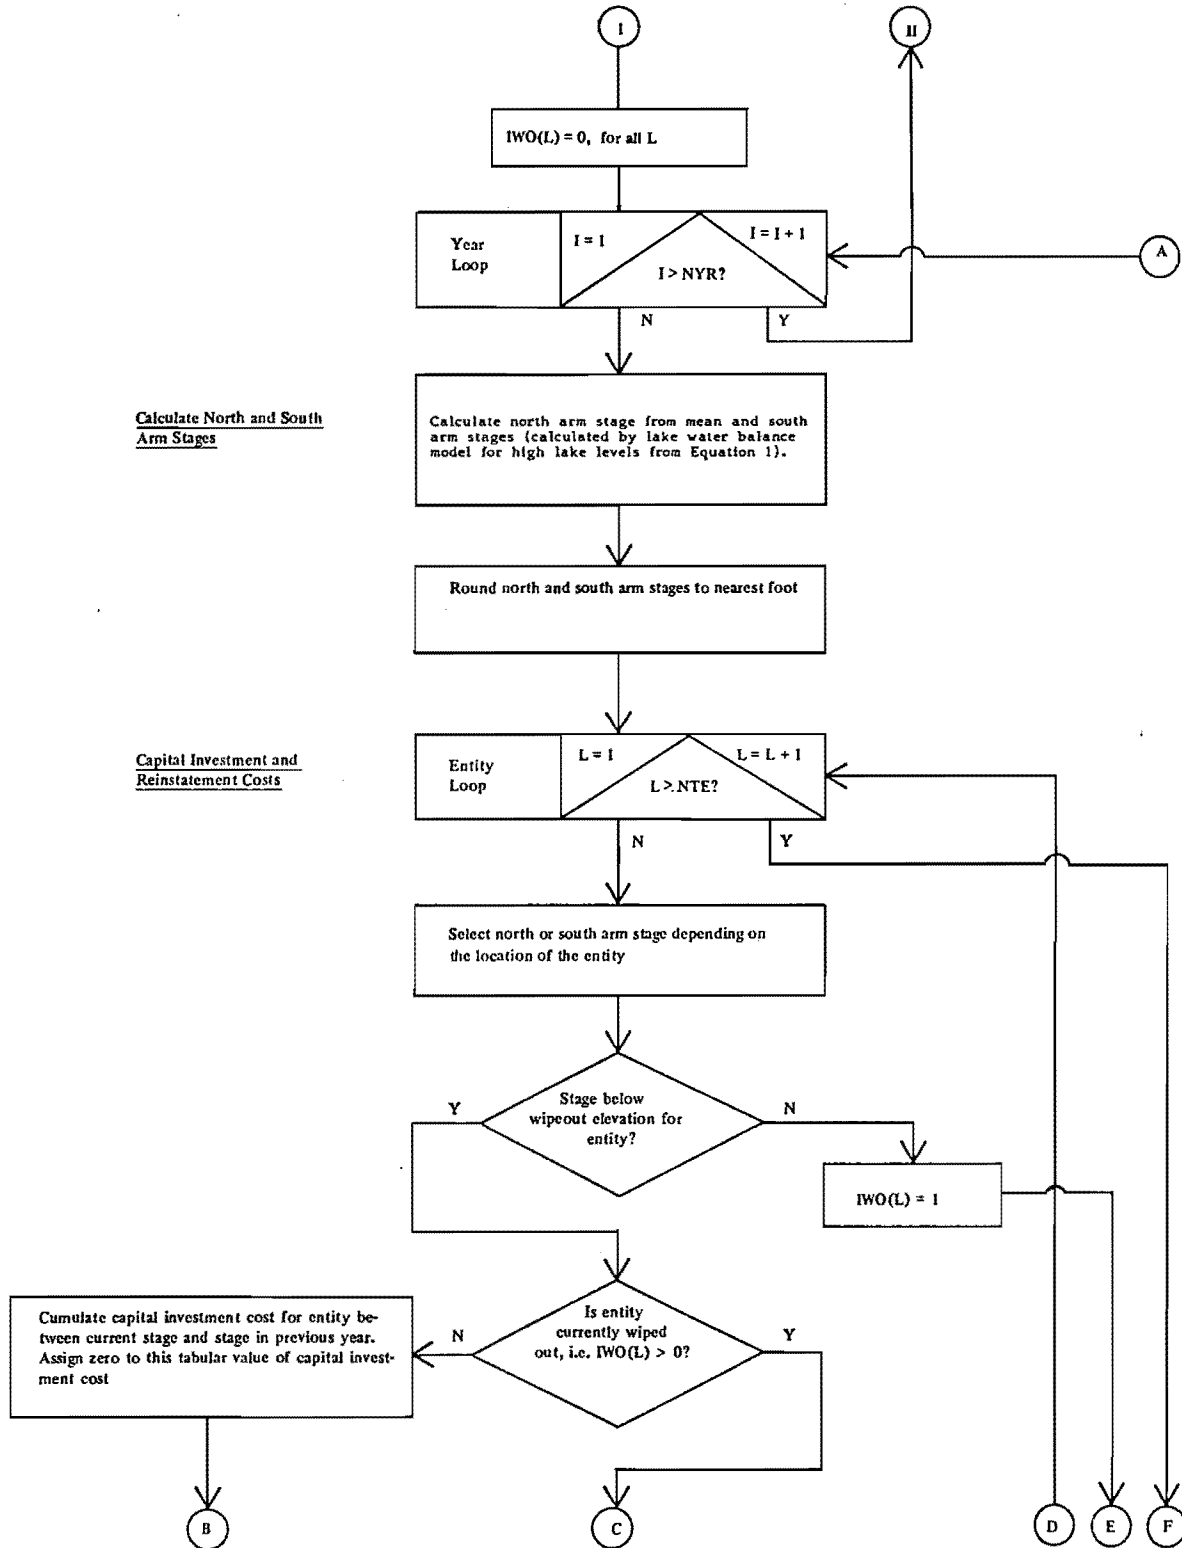 I
II
IWO(L) = 0, for all L
Year
Loop
I = 1
I = I + 1
I > NYR?
A
N
Y
Calculate North and South
Arm Stages
Calculate north arm stage from mean and south
arm stages (calculated by lake water balance
model for high lake levels from Equation 1).
Round north and south arm stages to nearest foot
Capital Investment and
Reinstatement Costs
Entity
Loop
L = 1
L = L + 1
L > NTE?
N
Y
Select north or south arm stage depending on
the location of the entity
Y
Stage below
wipeout elevation for
entity?
N
IWO(L) = 1
Cumulate capital investment cost for entity be-
tween current stage and stage in previous year.
Assign zero to this tabular value of capital invest-
ment cost
N
Is entity
currently wiped
out, i.e. IWO(L) > 0?
Y
B
C
D
E
F